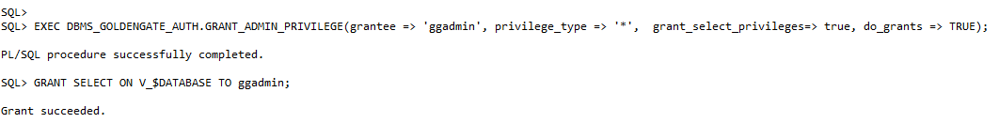 SQL>
SQL> EXEC DBMS_GOLDENGATE_AUTH.GRANT_ADMIN_PRIVILEGE(grantee => 'ggadmin', privilege_type => '*',  grant_select_privileges=> true, do_grants => TRUE);
PL/SQL procedure successfully completed.
SQL> GRANT SELECT ON V_$DATABASE TO ggadmin;
Grant succeeded.